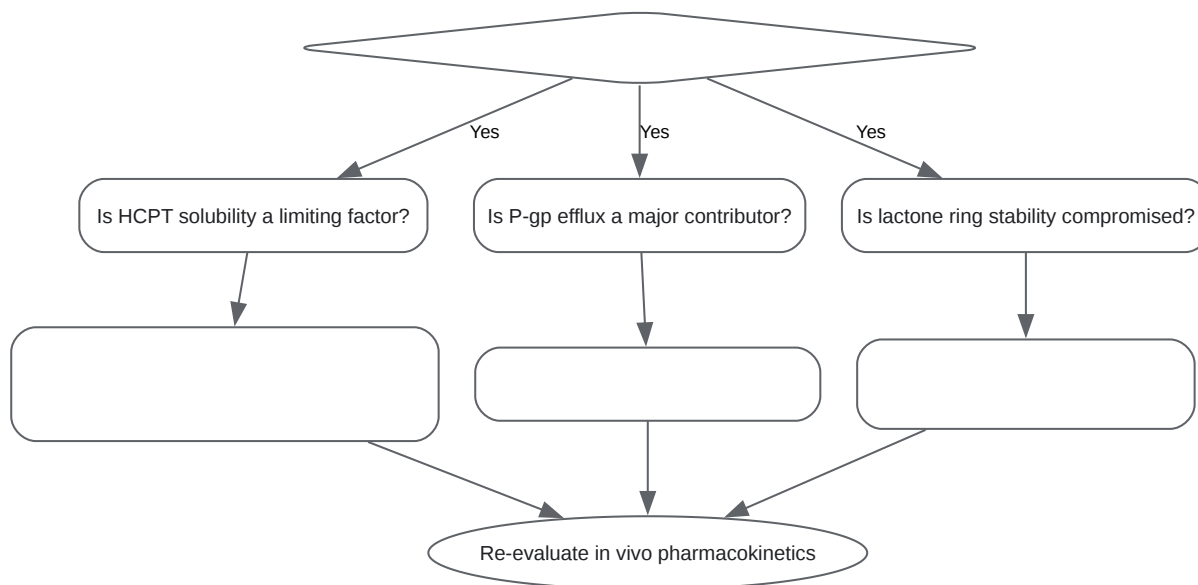 Yes
Yes
Yes
Is HCPT solubility a limiting factor?
Is P-gp efflux a major contributor?
Is lactone ring stability compromised?
Re-evaluate in vivo pharmacokinetics